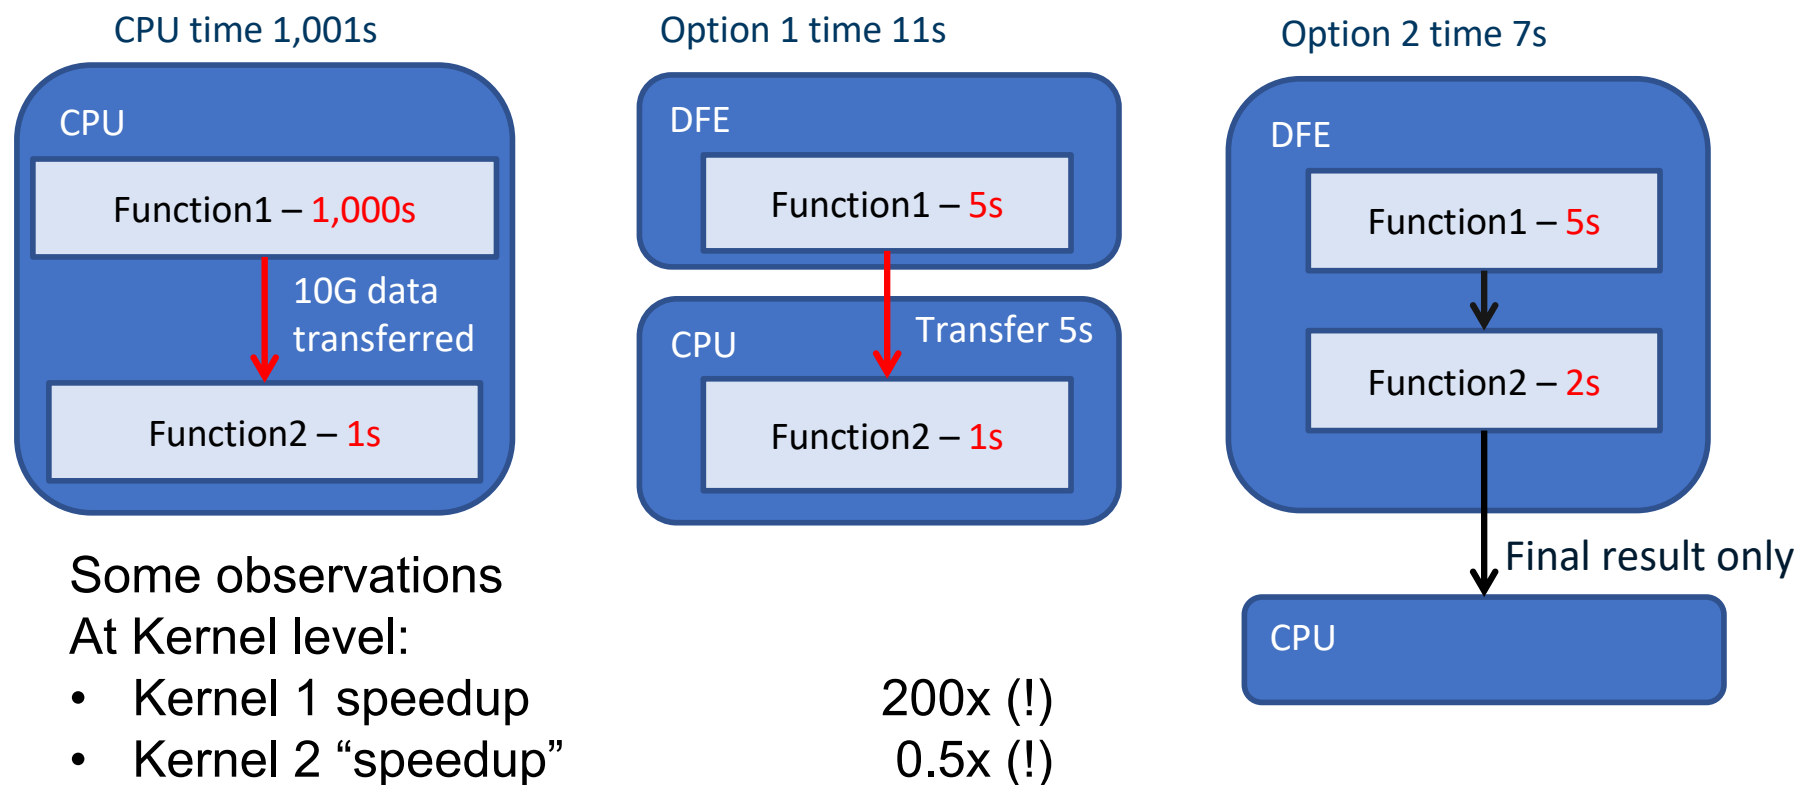 CPU time 1,001s
CPU
Function1 – 1,000s
10G data
transferred
Function2 – 1s
Option 1 time 11s
DFE
Function1 – 5s
Transfer 5s
CPU
Function2 – 1s
Option 2 time 7s
DFE
Function1 – 5s
Function2 – 2s
Final result only
CPU
Some observations
At Kernel level:
• Kernel 1 speedup 200x (!)
• Kernel 2 “speedup” 0.5x (!)